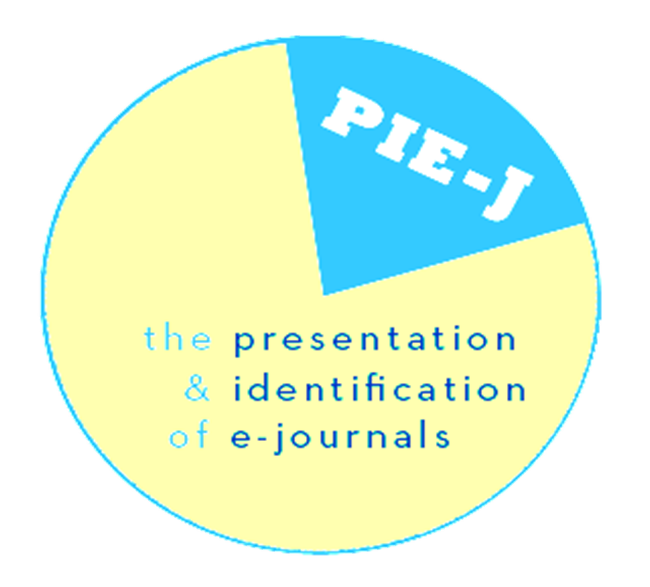 PIE-J
the presentation
& identification
of e-journals